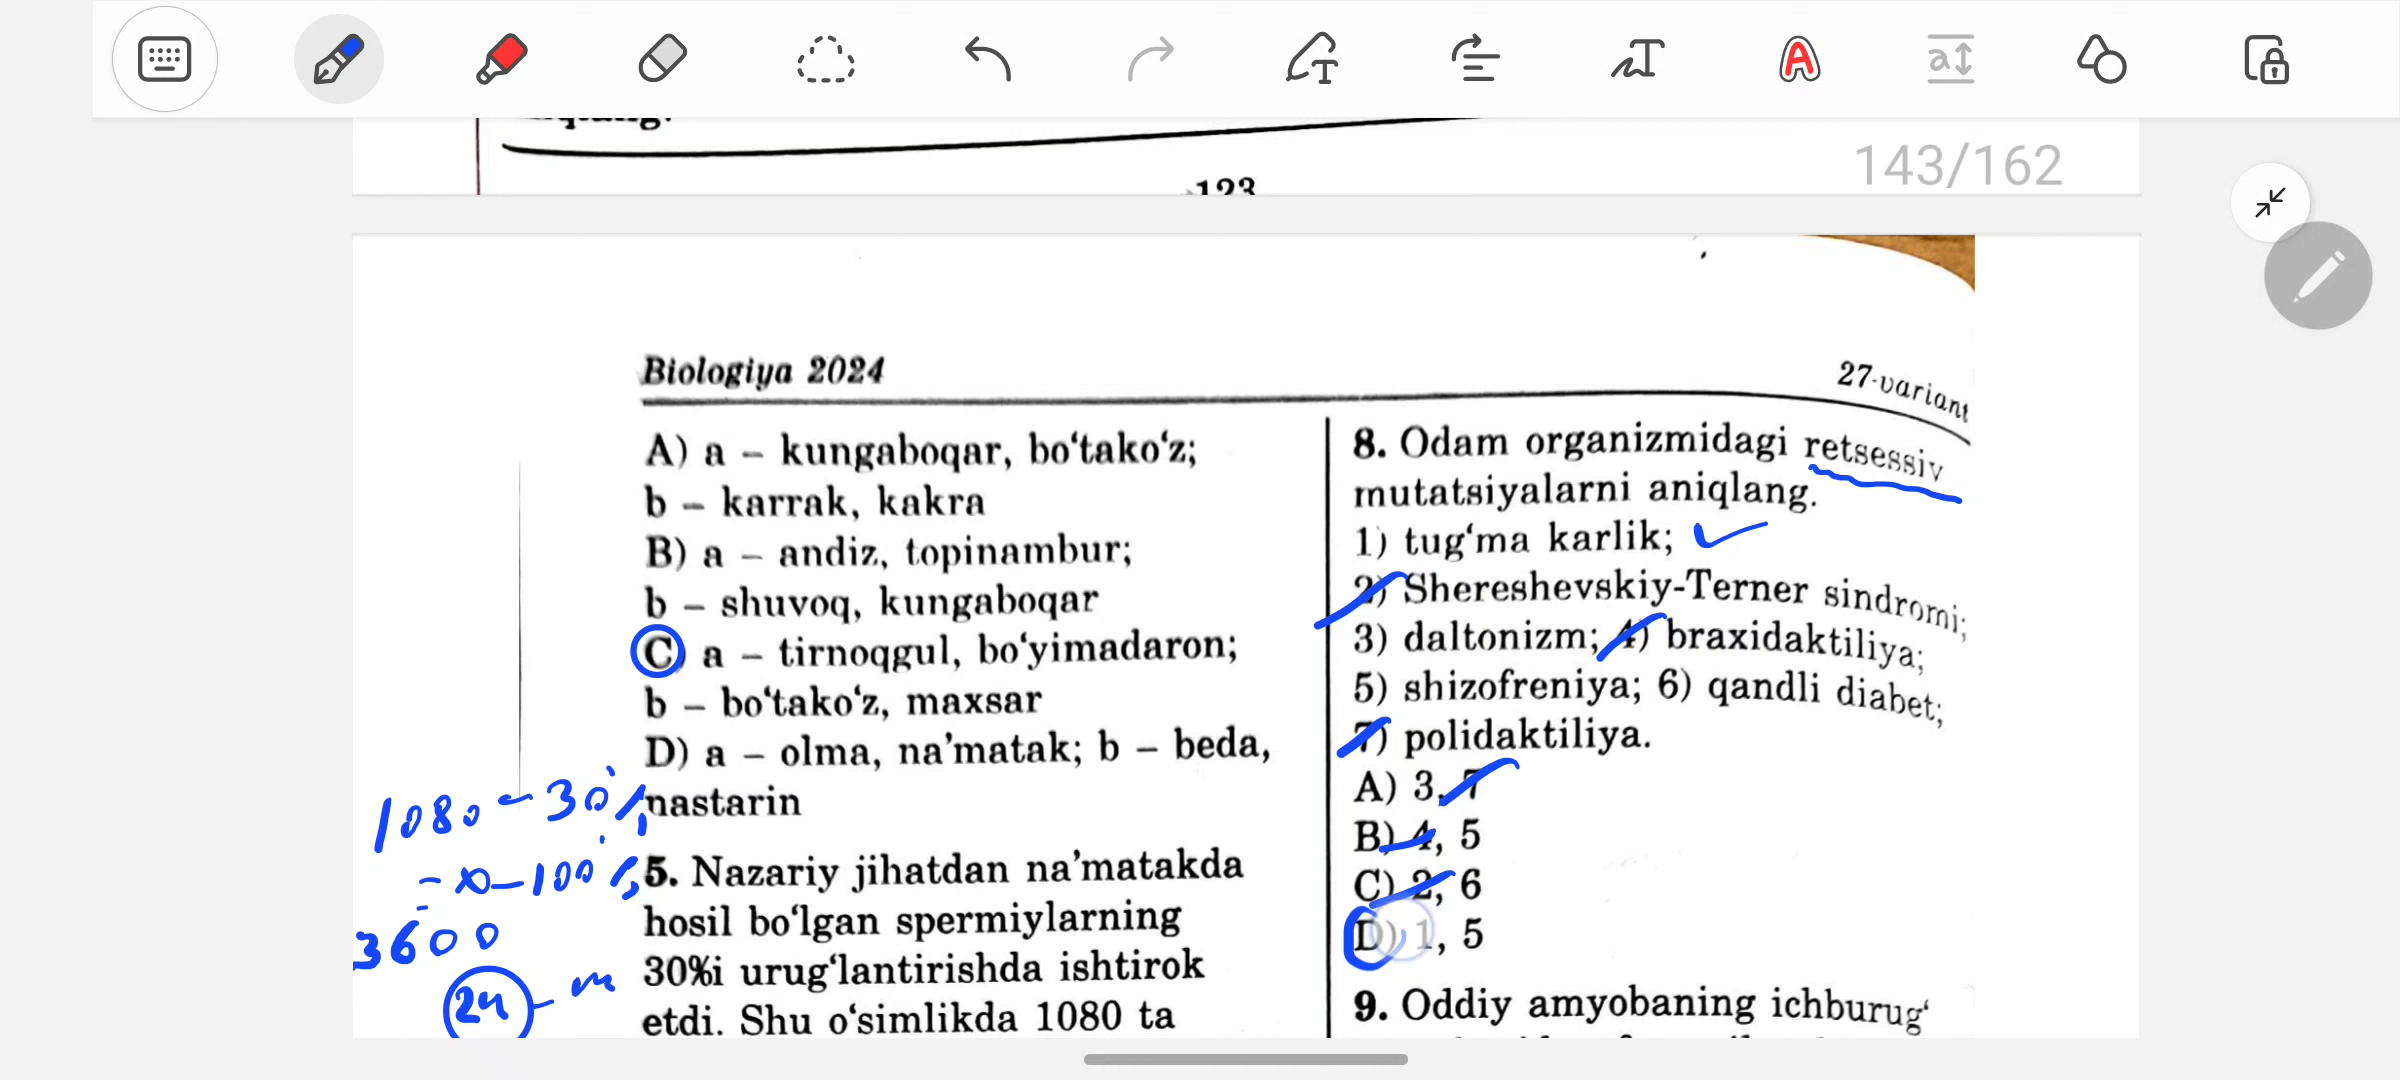 123
143/162
Biologiya 2024
27-variant
A) a – kungaboqar, bo‘tako‘z;
b – karrak, kakra
B) a – andiz, topinambur;
b – shuvoq, kungaboqar
C) a – tirnoqgul, bo‘yimadaron;
b – bo‘tako‘z, maxsar
D) a – olma, na’matak; b – beda,
nastarin
1080 – 30%
x – 100%
3600
24 – m
5. Nazariy jihatdan na’matakda
hosil bo‘lgan spermiylarning
30%i urug‘lantirishda ishtirok
etdi. Shu o‘simlikda 1080 ta
8. Odam organizmidagi retsessiv
mutatsiyalarni aniqlang.
1) tug‘ma karlik;
2) Shereshevskiy-Terner sindromi;
3) daltonizm; 4) braxidaktiliya;
5) shizofreniya; 6) qandli diabet;
7) polidaktiliya.
A) 3, 7
B) 4, 5
C) 2, 6
D) 1, 5
9. Oddiy amyobaning ichburug‘